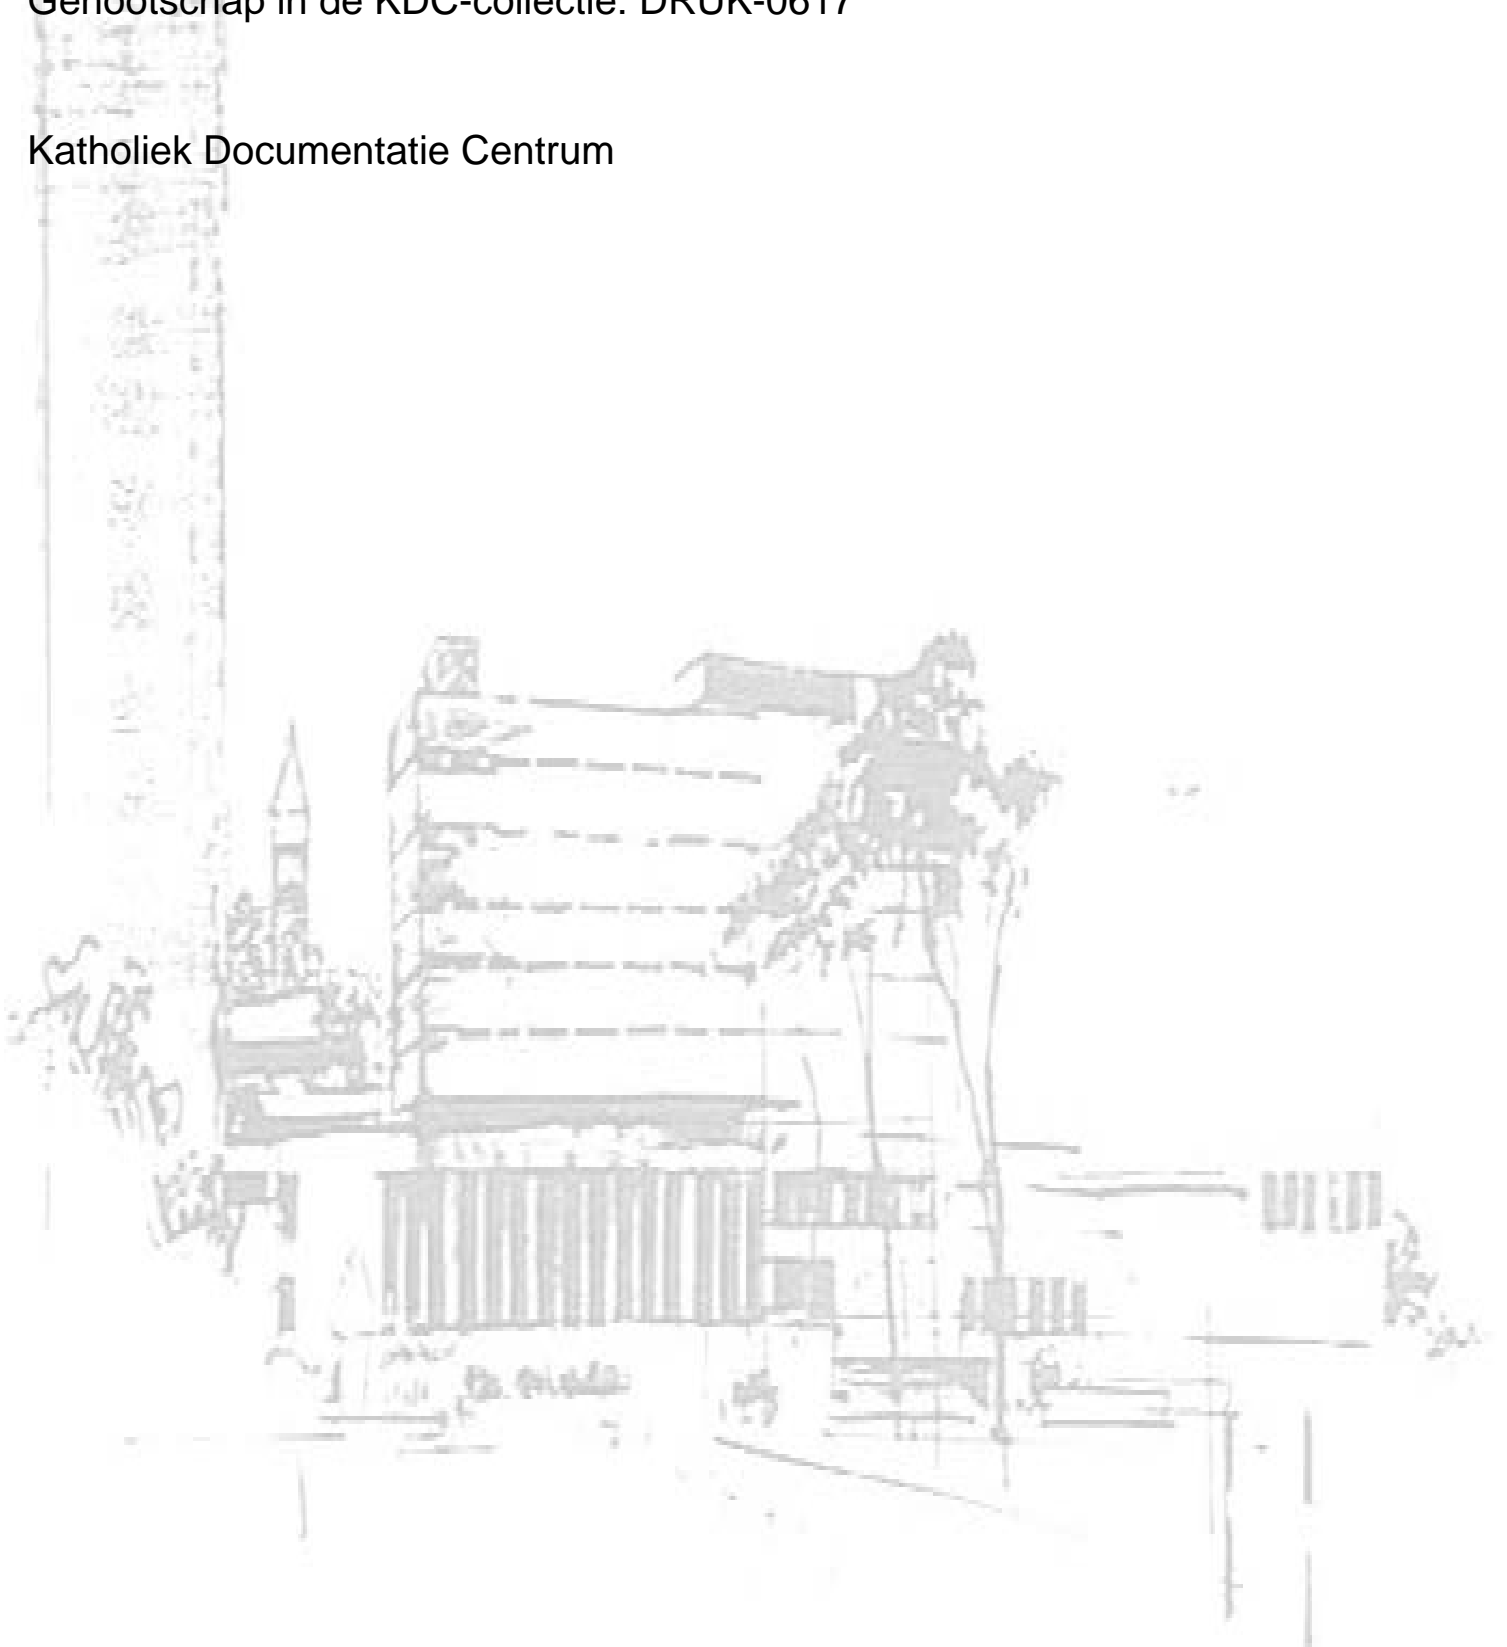 Genootschap in de KDC-collectie: DRUK-0617
Katholiek Documentatie Centrum